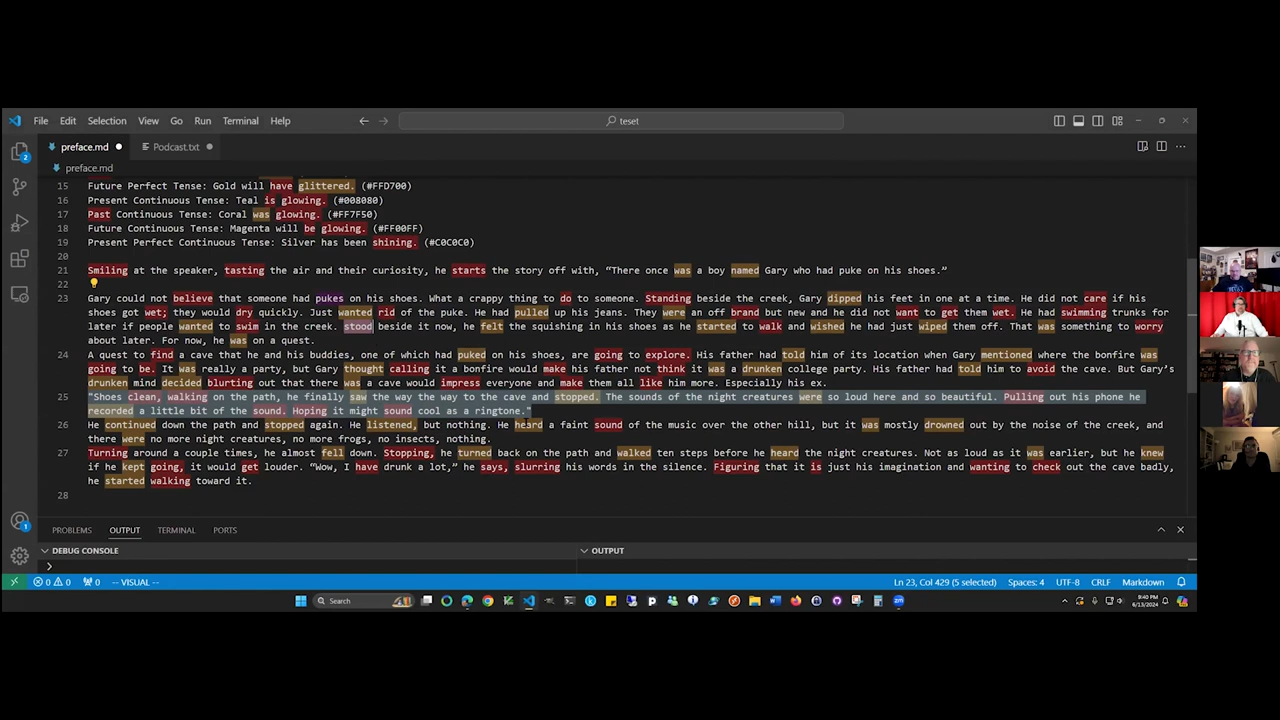 File Edit Selection View Go Run Terminal Help
teset
preface.md
Podcast.txt
preface.md
2
15 Future Perfect Tense: Gold will have glittered. (#FFD700)
16 Present Continuous Tense: Teal is glowing. (#008080)
17 Past Continuous Tense: Coral was glowing. (#FF7F50)
18 Future Continuous Tense: Magenta will be glowing. (#FF00FF)
19 Present Perfect Continuous Tense: Silver has been shining. (#C0C0C0)
20
21 Smiling at the speaker, tasting the air and their curiosity, he starts the story off with, “There once was a boy named Gary who had puke on his shoes.”
22
23 Gary could not believe that someone had pukes on his shoes. What a crappy thing to do to someone. Standing beside the creek, Gary dipped his feet in one at a time. He did not care if his
shoes got wet; they would dry quickly. Just wanted rid of the puke. He had pulled up his jeans. They were an off brand but new and he did not want to get them wet. He had swimming trunks for
later if people wanted to swim in the creek. stood beside it now, he felt the squishing in his shoes as he started to walk and wished he had just wiped them off. That was something to worry
about later. For now, he was on a quest.
24 A quest to find a cave that he and his buddies, one of which had puked on his shoes, are going to explore. His father had told him of its location when Gary mentioned where the bonfire was
going to be. It was really a party, but Gary thought calling it a bonfire would make his father not think it was a drunken college party. His father had told him to avoid the cave. But Gary’s
drunken mind decided blurting out that there was a cave would impress everyone and make them all like him more. Especially his ex.
25 "Shoes clean, walking on the path, he finally saw the way the way to the cave and stopped. The sounds of the night creatures were so loud here and so beautiful. Pulling out his phone he
recorded a little bit of the sound. Hoping it might sound cool as a ringtone."
26 He continued down the path and stopped again. He listened, but nothing. He heard a faint sound of the music over the other hill, but it was mostly drowned out by the noise of the creek, and
there were no more night creatures, no more frogs, no insects, nothing.
27 Turning around a couple times, he almost fell down. Stopping, he turned back on the path and walked ten steps before he heard the night creatures. Not as loud as it was earlier, but he knew
if he kept going, it would get louder. “Wow, I have drunk a lot,” he says, slurring his words in the silence. Figuring that it is just his imagination and wanting to check out the cave badly,
he started walking toward it.
28
PROBLEMS OUTPUT TERMINAL PORTS
DEBUG CONSOLE
OUTPUT
1
0 0 0 -- VISUAL -- Ln 23, Col 429 (5 selected) Spaces: 4 UTF-8 CRLF Markdown
Search
9:40 PM
6/13/2024